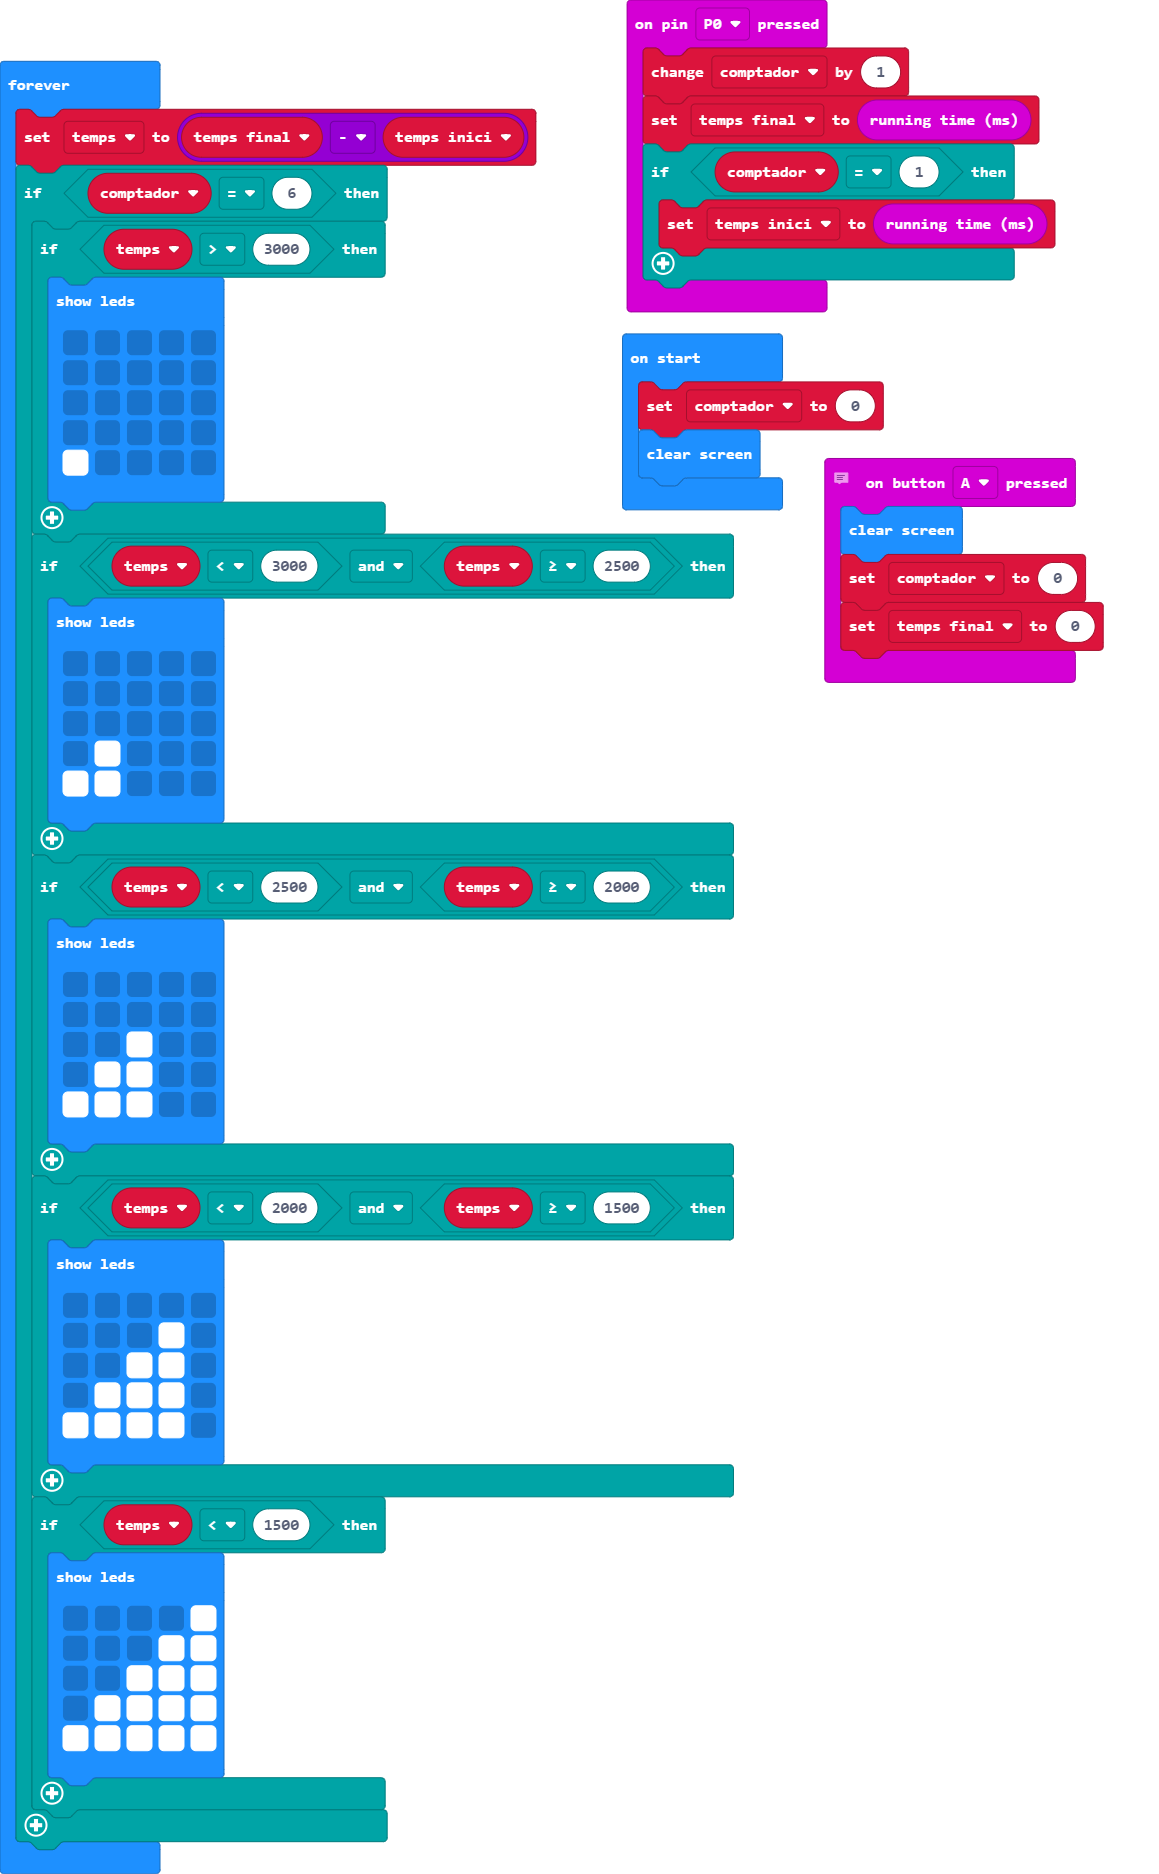 forever
set temps to temps final - temps inici
if comptador = 6 then
if temps > 3000 then
show leds
if temps < 3000 and temps ≥ 2500 then
show leds
if temps < 2500 and temps ≥ 2000 then
show leds
if temps < 2000 and temps ≥ 1500 then
show leds
if temps < 1500 then
show leds
on pin P0 pressed
change comptador by 1
set temps final to running time (ms)
if comptador = 1 then
set temps inici to running time (ms)
on start
set comptador to 0
clear screen
on button A pressed
clear screen
set comptador to 0
set temps final to 0